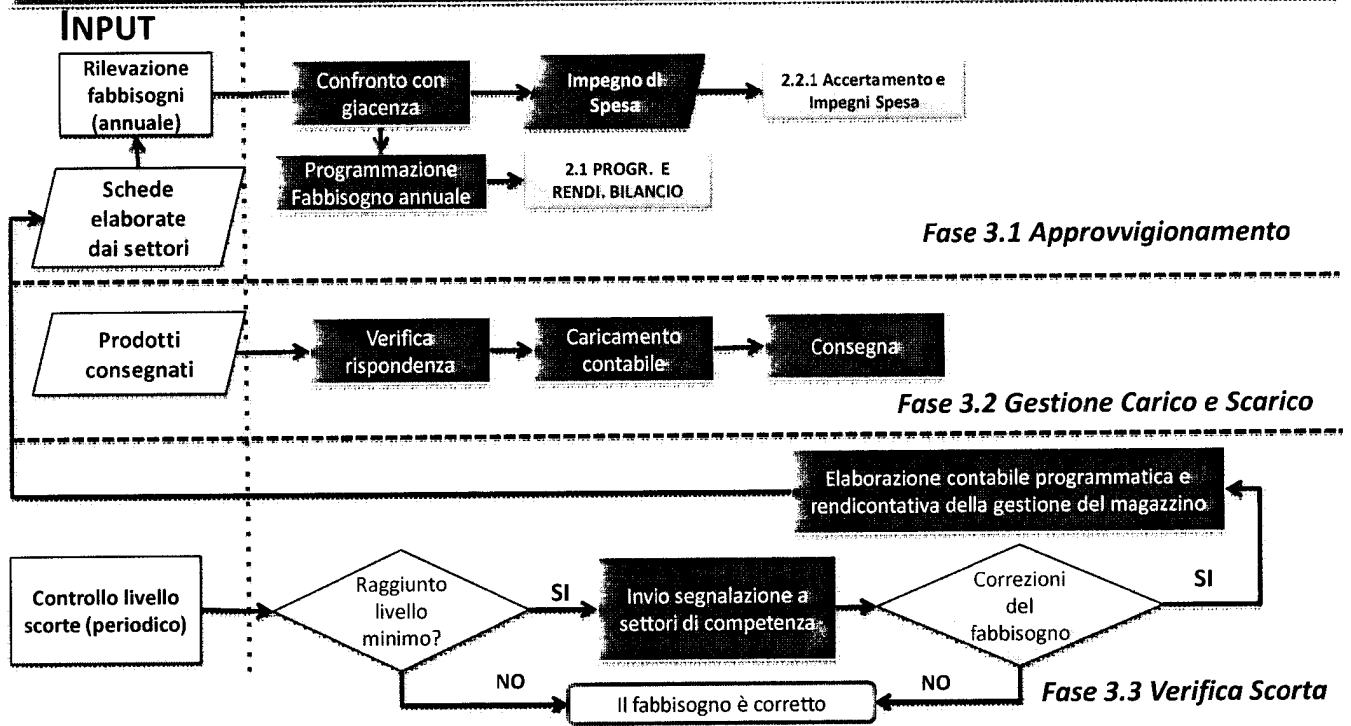 INPUT
Rilevazione
fabbisogni
(annuale)
Confronto con
giacenza
Impegno di
Spesa
2.2.1 Accertamento e
Impegni Spesa
Schede
elaborate
dai settori
Programmazione
Fabbisogno annuale
2.1 PROGR. E
RENDI. BILANCIO
Fase 3.1 Approvvigionamento
Prodotti
consegnati
Verifica
rispondenza
Caricamento
contabile
Consegna
Fase 3.2 Gestione Carico e Scarico
Elaborazione contabile programmatica e
rendicontativa della gestione del magazzino
Controllo livello
scorte (periodico)
Raggiunto
livello
minimo?
SI
Invio segnalazione a
settori di competenza
Correzioni
del
fabbisogno
SI
NO
Il fabbisogno è corretto
NO
Fase 3.3 Verifica Scorta